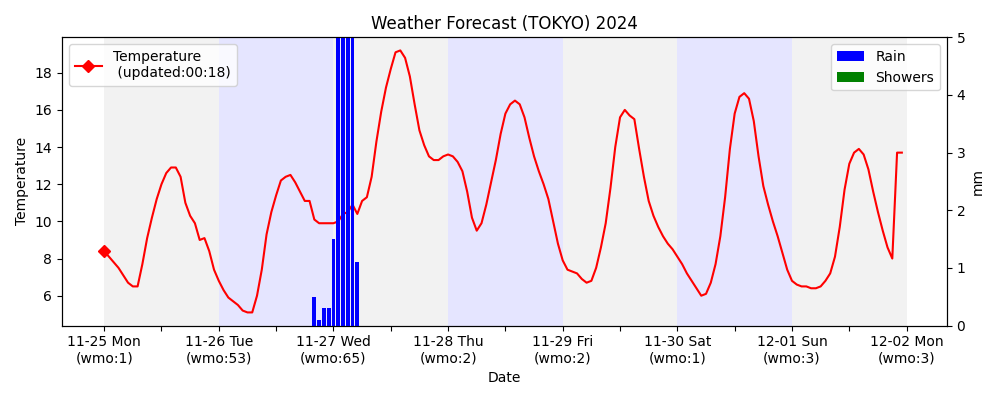 Weather Forecast (TOKYO) 2024
Temperature
(updated:00:18)
Rain
Showers
Temperature
18
16
14
12
10
8
6
5
4
3
2
1
0
mm
11-25 Mon 11-26 Tue 11-27 Wed 11-28 Thu 11-29 Fri 11-30 Sat 12-01 Sun 12-02 Mon
(wmo:1) (wmo:53) (wmo:65) (wmo:2) (wmo:2) (wmo:1) (wmo:3) (wmo:3)
Date